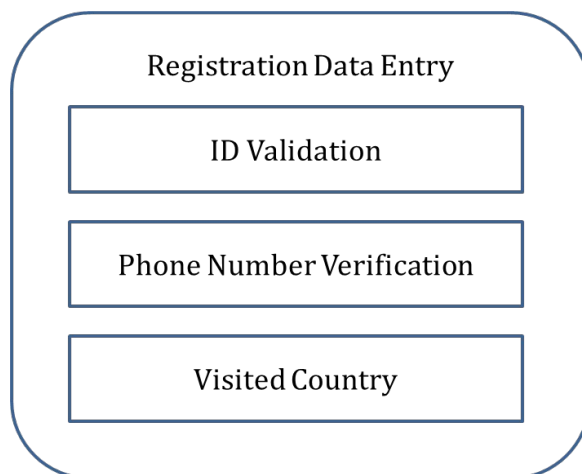 Registration Data Entry
ID Validation
Phone Number Verification
Visited Country